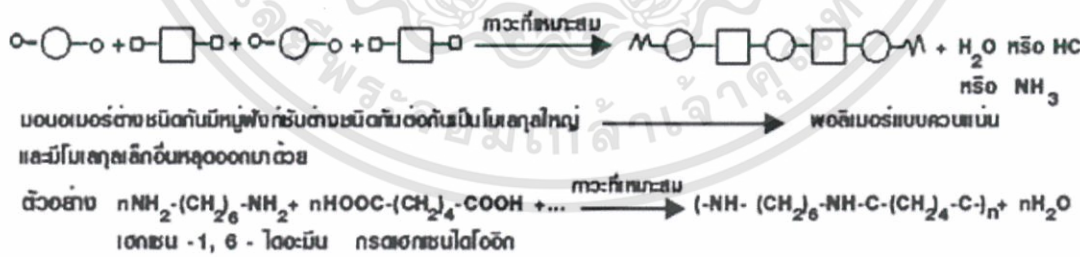 ภาวะที่เหมาะสม
+ + + + H₂O หรือ HC
หรือ NH₃
มอนอเมอร์ต่างชนิดกันมีหมู่ฟังก์ชันต่างชนิดกันต่อกันเป็นโมเลกุลใหญ่ พอลิเมอร์แบบควบแน่น
และมีโมเลกุลเล็กอื่นหลุดออกมาด้วย
ภาวะที่เหมาะสม
ตัวอย่าง nNH₂-(CH₂)₆-NH₂+ nHOOC-(CH₂)₄-COOH +... (-NH- (CH₂)₆-NH-C-(CH₂)₄-C-)n+ nH₂O
เฮกเซน -1, 6 - ไดอะมีน กรดเฮกเซนไดโออิก